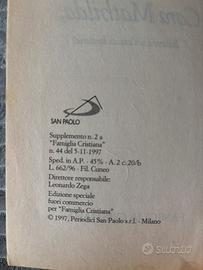 Cara Mathilda
SAN PAOLO
Supplemento n. 2 a
"Famiglia Cristiana"
n. 44 del 5-11-1997
Sped. in A.P. - 45% - A. 2 c. 20/b
L. 662/96 - Fil. Cuneo
Direttore responsabile:
Leonardo Zega
Edizione speciale
fuori commercio
per "Famiglia Cristiana"
© 1997, Periodici San Paolo s.r.l. - Milano
Subito.it